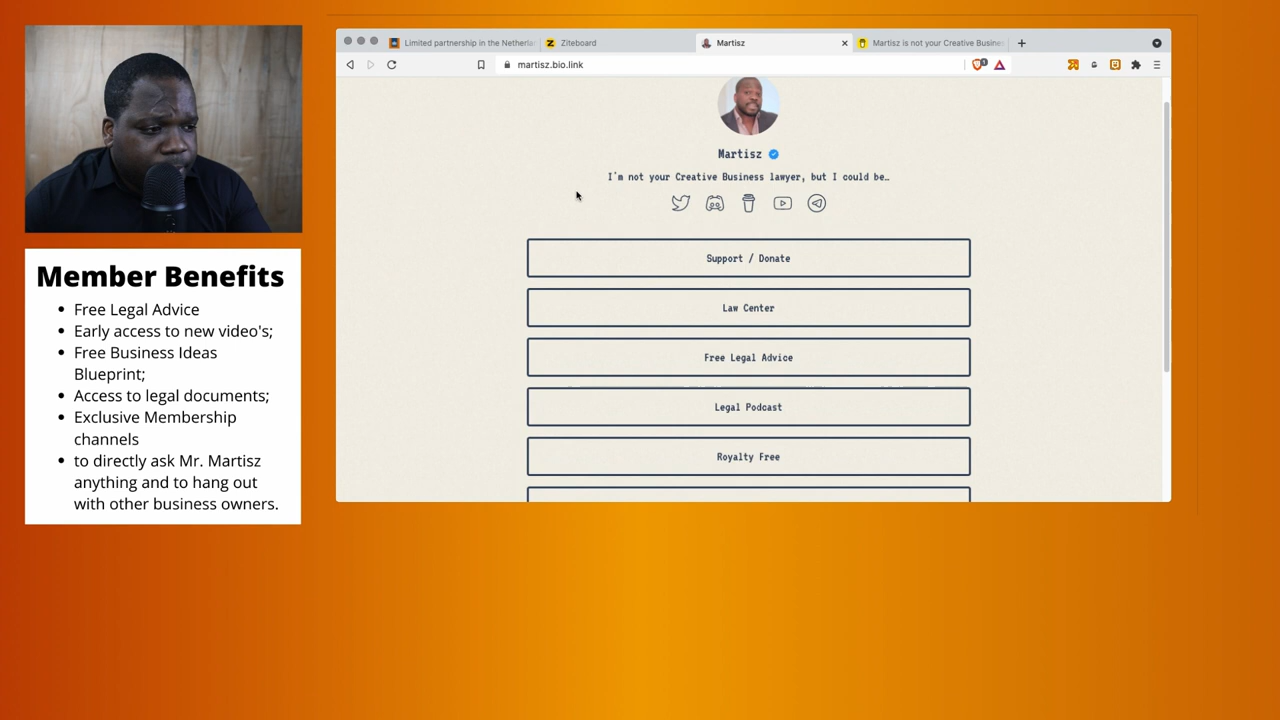 Limited partnership in the Netherla
Ziteboard
Martisz
Martisz is not your Creative Busines
martisz.bio.link
1
Martisz
I'm not your Creative Business lawyer, but I could be…
Support / Donate
Law Center
Free Legal Advice
Legal Podcast
Royalty Free
Member Benefits
• Free Legal Advice
• Early access to new video's;
• Free Business Ideas
Blueprint;
• Access to legal documents;
• Exclusive Membership
channels
• to directly ask Mr. Martisz
anything and to hang out
with other business owners.